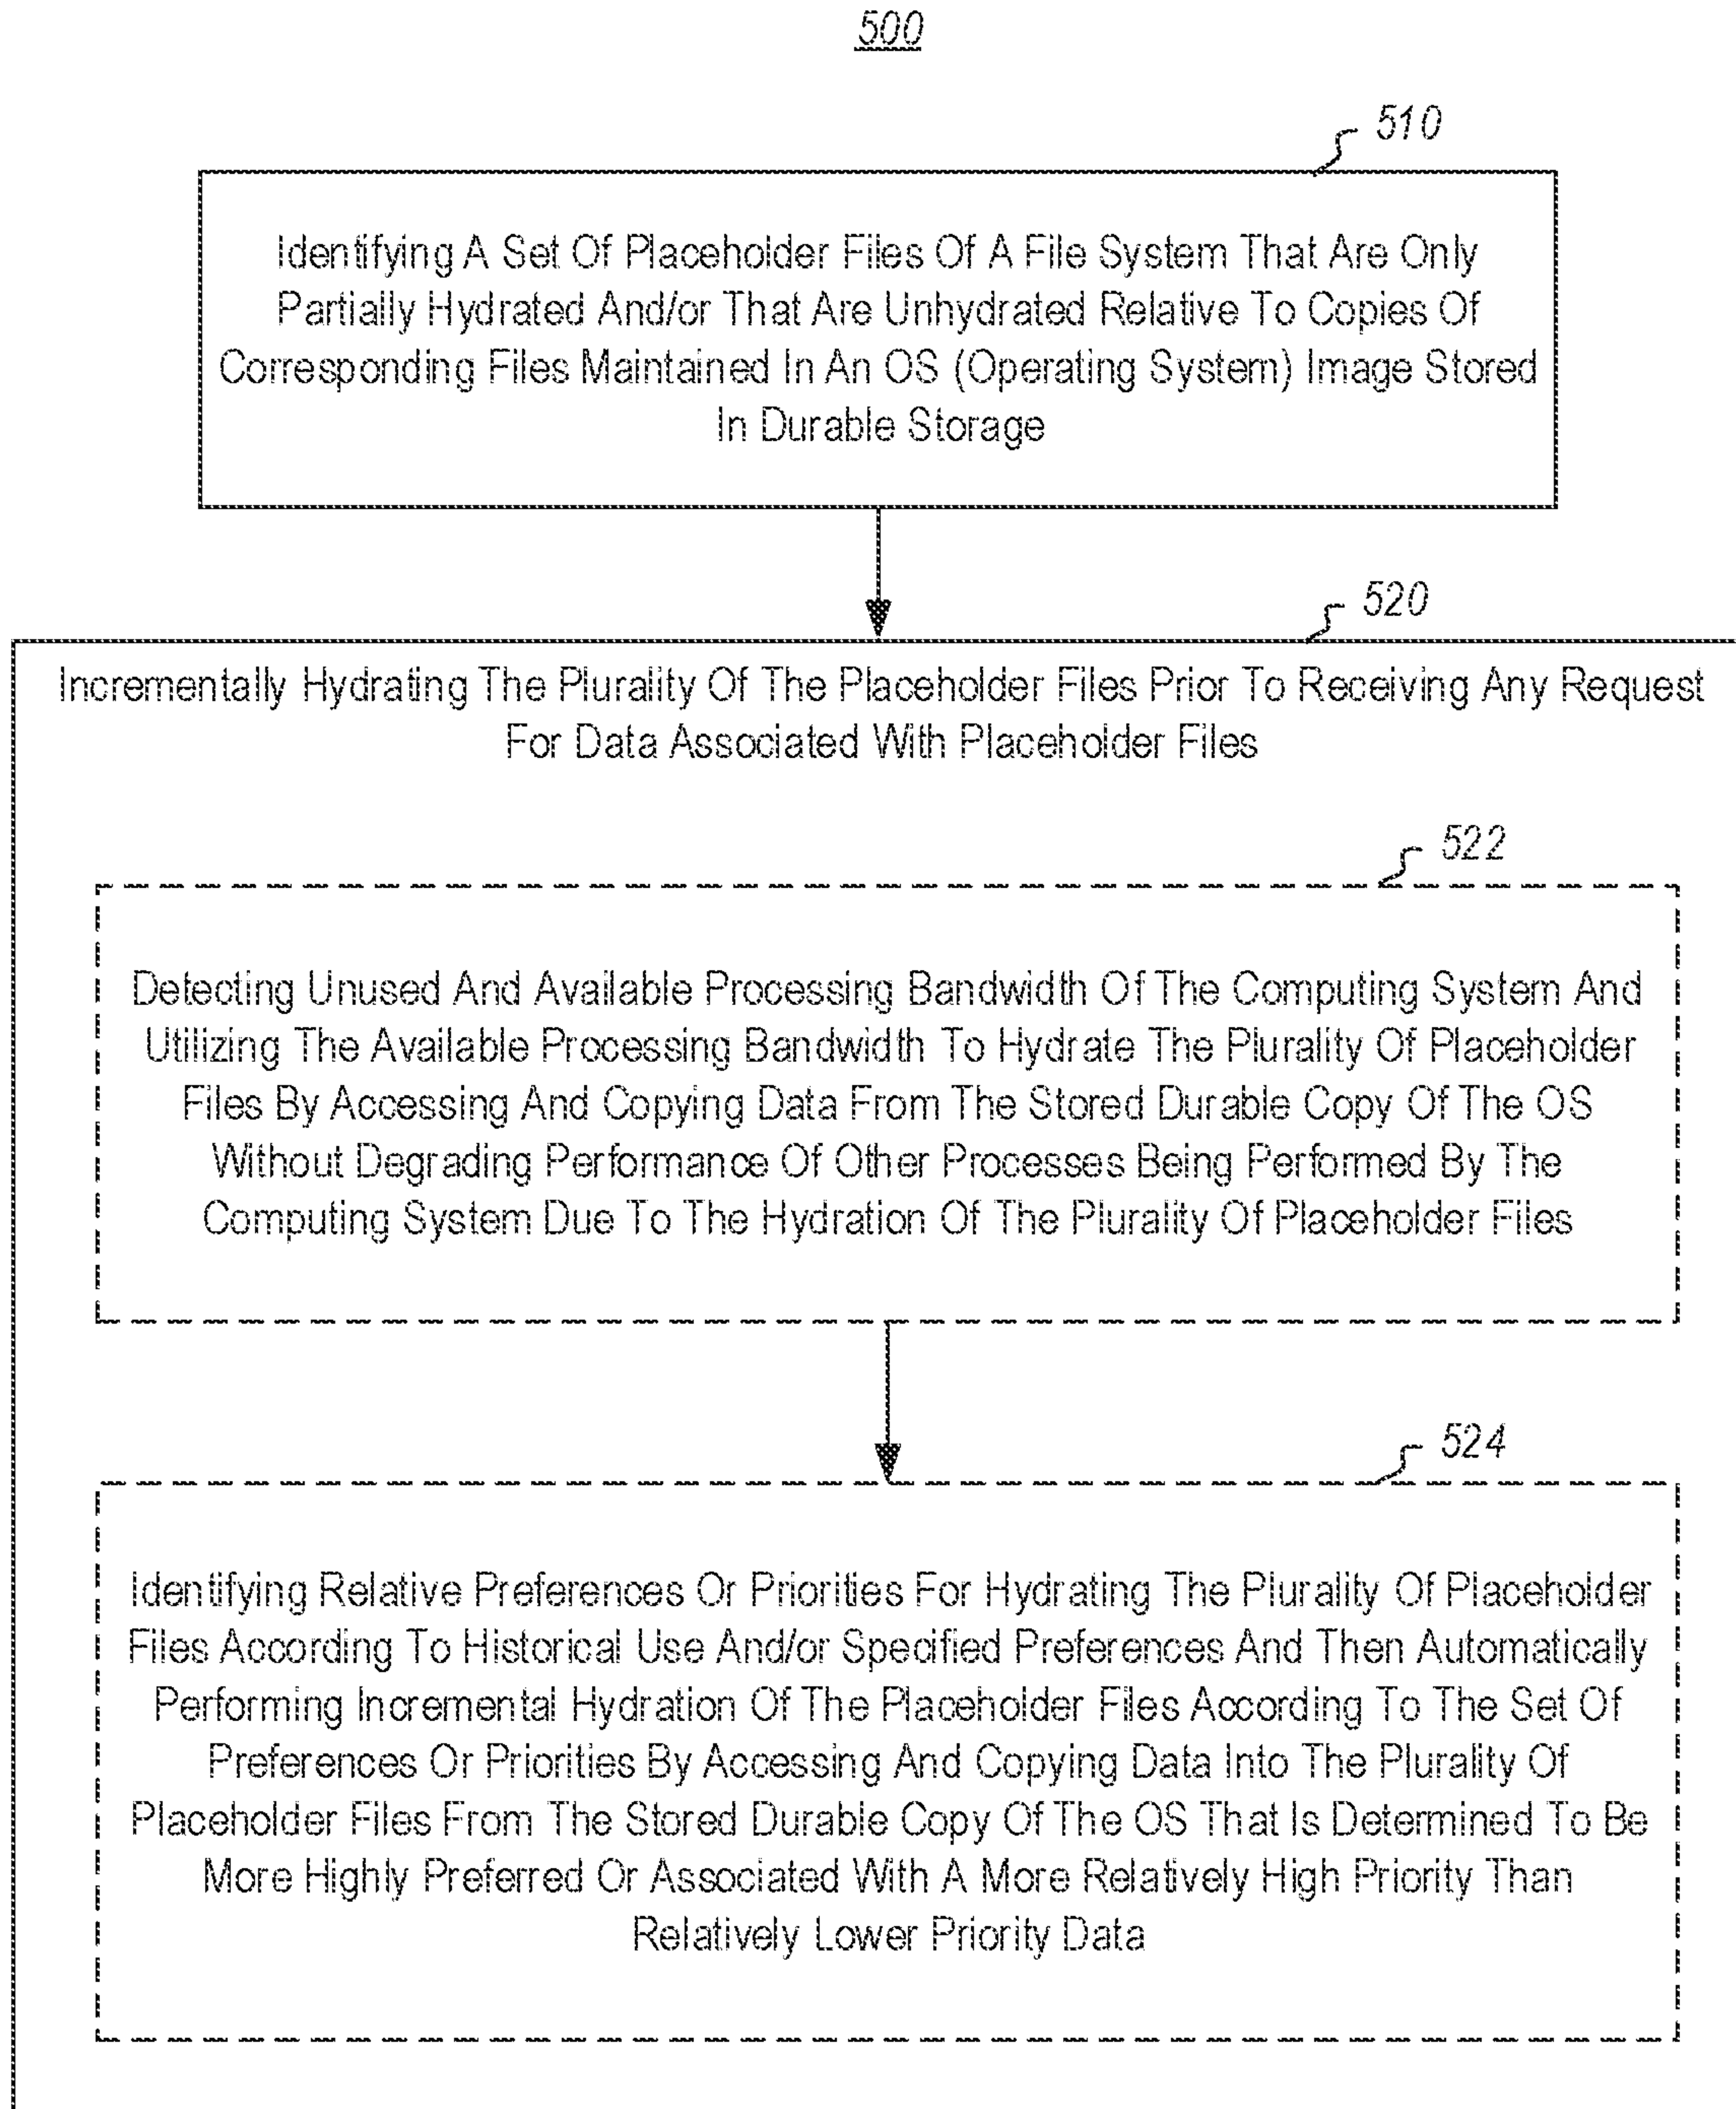 500
510
Identifying A Set Of Placeholder Files Of A File System That Are Only
Partially Hydrated And/or That Are Unhydrated Relative To Copies Of
Corresponding Files Maintained In An OS (Operating System) Image Stored
In Durable Storage
520
Incrementally Hydrating The Plurality Of The Placeholder Files Prior To Receiving Any Request
For Data Associated With Placeholder Files
522
Detecting Unused And Available Processing Bandwidth Of The Computing System And
Utilizing The Available Processing Bandwidth To Hydrate The Plurality Of Placeholder
Files By Accessing And Copying Data From The Stored Durable Copy Of The OS
Without Degrading Performance Of Other Processes Being Performed By The
Computing System Due To The Hydration Of The Plurality Of Placeholder Files
524
Identifying Relative Preferences Or Priorities For Hydrating The Plurality Of Placeholder
Files According To Historical Use And/or Specified Preferences And Then Automatically
Performing Incremental Hydration Of The Placeholder Files According To The Set Of
Preferences Or Priorities By Accessing And Copying Data Into The Plurality Of
Placeholder Files From The Stored Durable Copy Of The OS That Is Determined To Be
More Highly Preferred Or Associated With A More Relatively High Priority Than
Relatively Lower Priority Data